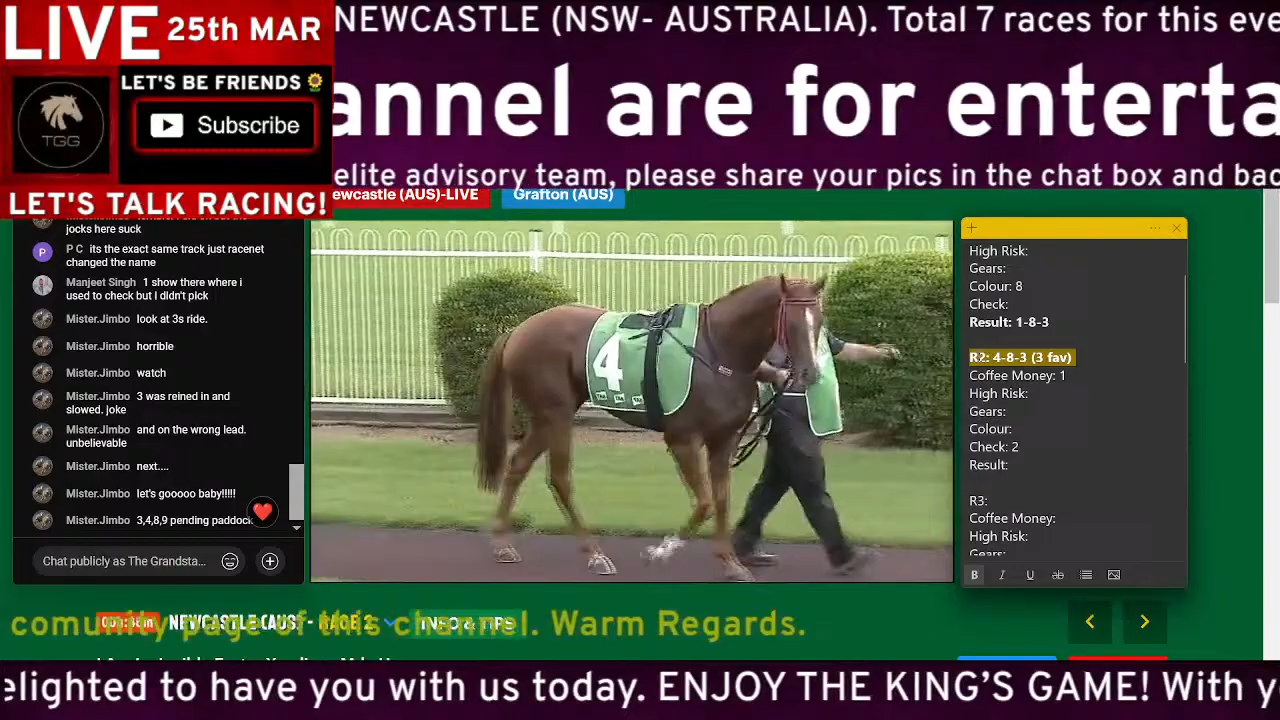 LIVE 25th MAR
LET'S BE FRIENDS
TGG
Subscribe
LET'S TALK RACING!
NEWCASTLE (NSW- AUSTRALIA). Total 7 races for this eve
annel are for enterta
elite advisory team, please share your pics in the chat box and bac
ewcastle (AUS)-LIVE
Grafton (AUS)
jocks here suck
P C its the exact same track just racenet
changed the name
Manjeet Singh 1 show there where i
used to check but I didn't pick
Mister.Jimbo look at 3s ride.
Mister.Jimbo horrible
Mister.Jimbo watch
Mister.Jimbo 3 was reined in and
slowed. joke
Mister.Jimbo and on the wrong lead.
unbelievable
Mister.Jimbo next....
Mister.Jimbo let's gooooo baby!!!!!
Mister.Jimbo 3,4,8,9 pending paddock
Chat publicly as The Grandsta...
4
High Risk:
Gears:
Colour: 8
Check:
Result: 1-8-3
R2: 4-8-3 (3 fav)
Coffee Money: 1
High Risk:
Gears:
Colour:
Check: 2
Result:
R3:
Coffee Money:
High Risk:
Gears:
B I U ab
NEWCASTLE (AUS) - RACE 2
INFO & TIPS
comunity page of this channel. Warm Regards.
elighted to have you with us today. ENJOY THE KING'S GAME! With y